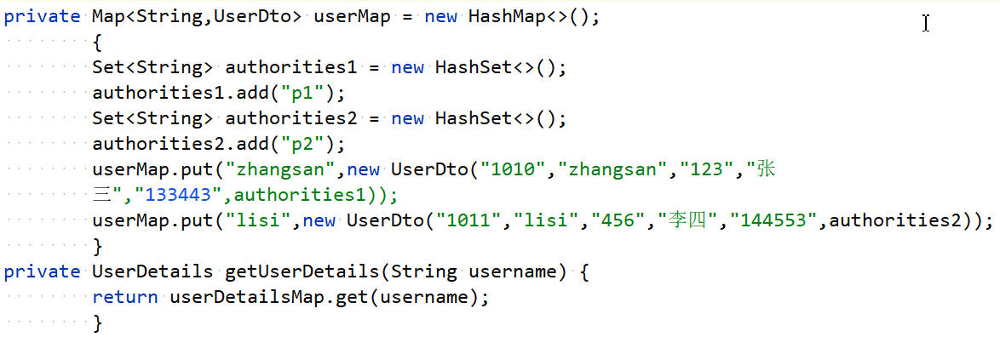 private Map<String,UserDto> userMap = new HashMap<>();
{
Set<String> authorities1 = new HashSet<>();
authorities1.add("p1");
Set<String> authorities2 = new HashSet<>();
authorities2.add("p2");
userMap.put("zhangsan",new UserDto("1010","zhangsan","123","张
三","133443",authorities1));
userMap.put("lisi",new UserDto("1011","lisi","456","李四","144553",authorities2));
}
private UserDetails getUserDetails(String username) {
return userDetailsMap.get(username);
}